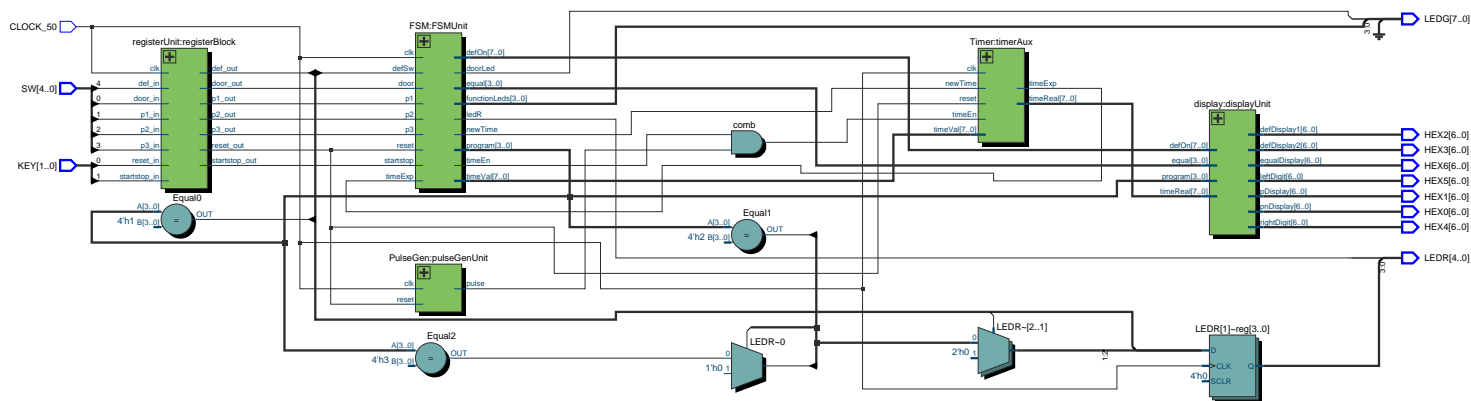 CLOCK_50
SW[4..0]
KEY[1..0]
registerUnit:registerBlock
clk
def_in
door_in
p1_in
p2_in
p3_in
reset_in
startstop_in
def_out
door_out
p1_out
p2_out
p3_out
reset_out
startstop_out
4
0
1
2
3
0
1
Equal0
A[3..0]
4'h1 B[3..0]
=
OUT
FSM:FSMUnit
clk
defSw
door
p1
p2
p3
reset
startstop
timeExp
defOn[7..0]
doorLed
equal[3..0]
functionLeds[3..0]
ledR
newTime
program[3..0]
timeEn
timeVal[7..0]
PulseGen:pulseGenUnit
clk
reset
pulse
Equal2
A[3..0]
4'h3 B[3..0]
=
OUT
comb
Equal1
A[3..0]
4'h2 B[3..0]
=
OUT
LEDR~0
0
1'h0 1
Timer:timerAux
clk
newTime
reset
timeEn
timeVal[7..0]
timeExp
timeReal[7..0]
LEDR~[2..1]
0
2'h0 1
1:2
display:displayUnit
defOn[7..0]
equal[3..0]
program[3..0]
timeReal[7..0]
defDisplay1[6..0]
defDisplay2[6..0]
equalDisplay[6..0]
leftDigit[6..0]
pDisplay[6..0]
pnDisplay[6..0]
rightDigit[6..0]
LEDR[1]~reg[3..0]
D
CLK
4'h0 SCLR
Q
3:0
3:0
LEDG[7..0]
HEX2[6..0]
HEX3[6..0]
HEX6[6..0]
HEX5[6..0]
HEX1[6..0]
HEX0[6..0]
HEX4[6..0]
LEDR[4..0]